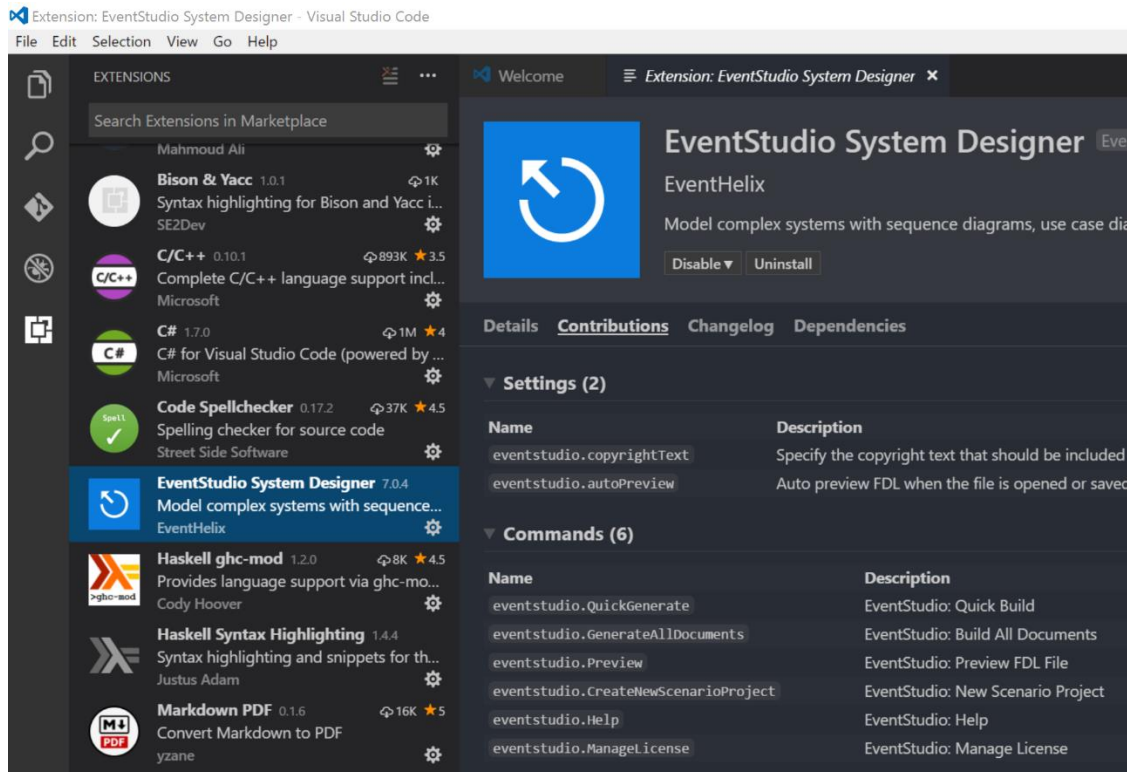 Extension: EventStudio System Designer - Visual Studio Code
File Edit Selection View Go Help
EXTENSIONS
Search Extensions in Marketplace
Mahmoud Ali
Bison & Yacc 1.0.1 1K
Syntax highlighting for Bison and Yacc i...
SE2Dev
C/C++
C/C++ 0.10.1 893K 3.5
Complete C/C++ language support incl...
Microsoft
C#
C# 1.7.0 1M 4
C# for Visual Studio Code (powered by ...
Microsoft
Spell
Code Spellchecker 0.17.2 37K 4.5
Spelling checker for source code
Street Side Software
EventStudio System Designer 7.0.4
Model complex systems with sequence...
EventHelix
>ghc-mod
Haskell ghc-mod 1.2.0 8K 4.5
Provides language support via ghc-mo...
Cody Hoover
Haskell Syntax Highlighting 1.4.4
Syntax highlighting and snippets for th...
Justus Adam
M
PDF
Markdown PDF 0.1.6 16K 5
Convert Markdown to PDF
yzane
Welcome
Extension: EventStudio System Designer
EventStudio System Designer Eve
EventHelix
Model complex systems with sequence diagrams, use case dia
Disable Uninstall
Details Contributions Changelog Dependencies
Settings (2)
Name Description
eventstudio.copyrightText Specify the copyright text that should be included
eventstudio.autoPreview Auto preview FDL when the file is opened or saved
Commands (6)
Name Description
eventstudio.QuickGenerate EventStudio: Quick Build
eventstudio.GenerateAllDocuments EventStudio: Build All Documents
eventstudio.Preview EventStudio: Preview FDL File
eventstudio.CreateNewScenarioProject EventStudio: New Scenario Project
eventstudio.Help EventStudio: Help
eventstudio.ManageLicense EventStudio: Manage License